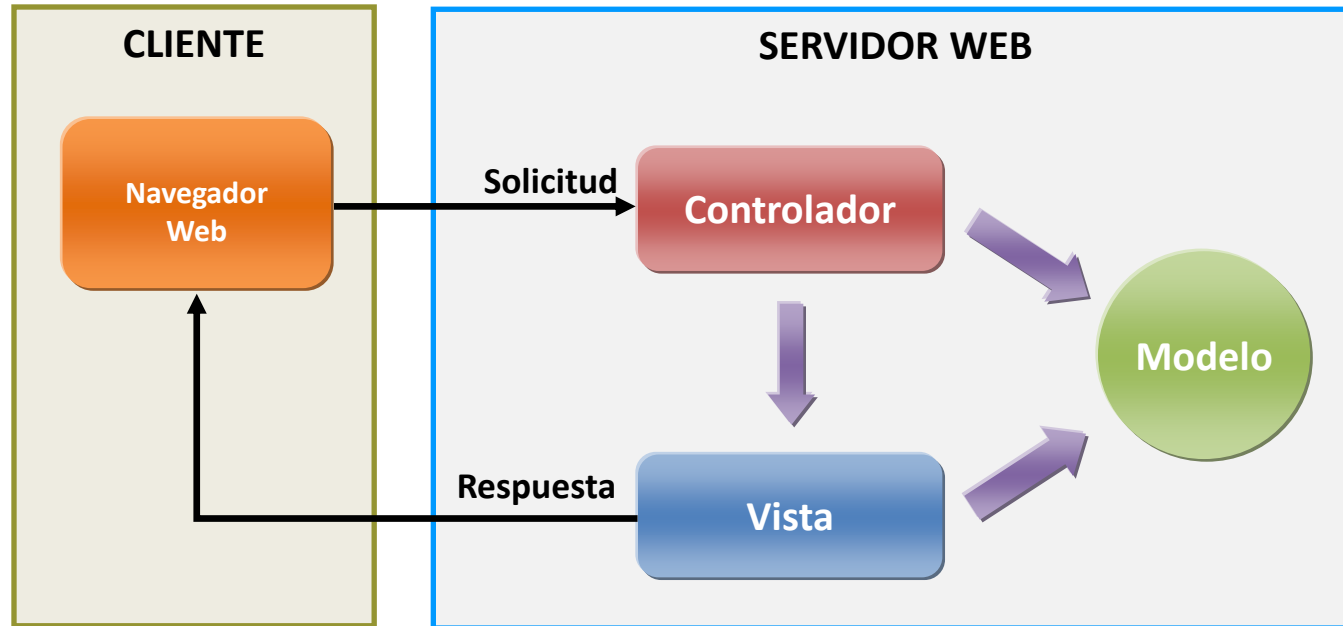 CLIENTE
SERVIDOR WEB
Navegador
Web
Solicitud
Controlador
Modelo
Respuesta
Vista